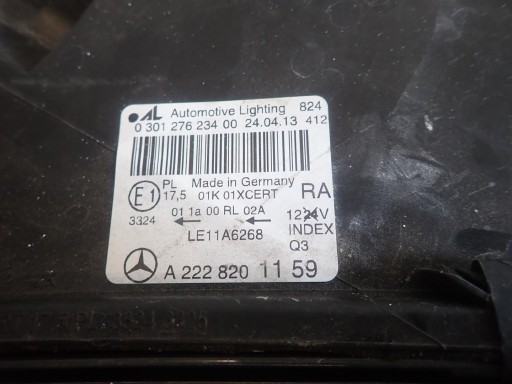 AL Automotive Lighting 824
0 301 276 234 00 24.04.13 412
E1 PL Made in Germany RA
17,5 01K 01XCERT
01 1a 00 RL 02A
3324 12 24V
LE11A6268 INDEX
Q3
A 222 820 11 59